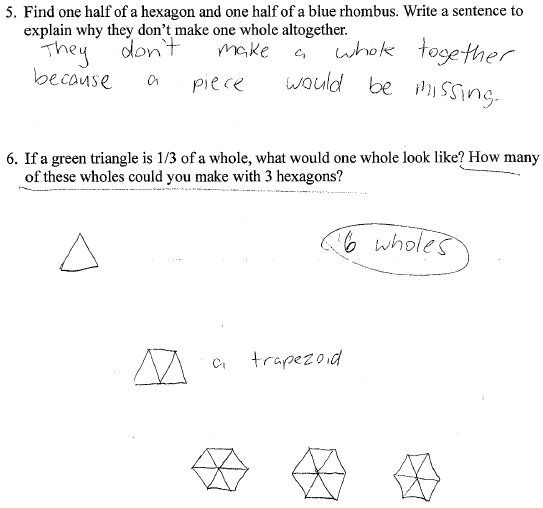 5. Find one half of a hexagon and one half of a blue rhombus. Write a sentence to
explain why they don't make one whole altogether.
They don't make a whole together
because a piece would be missing.
6. If a green triangle is 1/3 of a whole, what would one whole look like? How many
of these wholes could you make with 3 hexagons?
6 wholes
a trapezoid